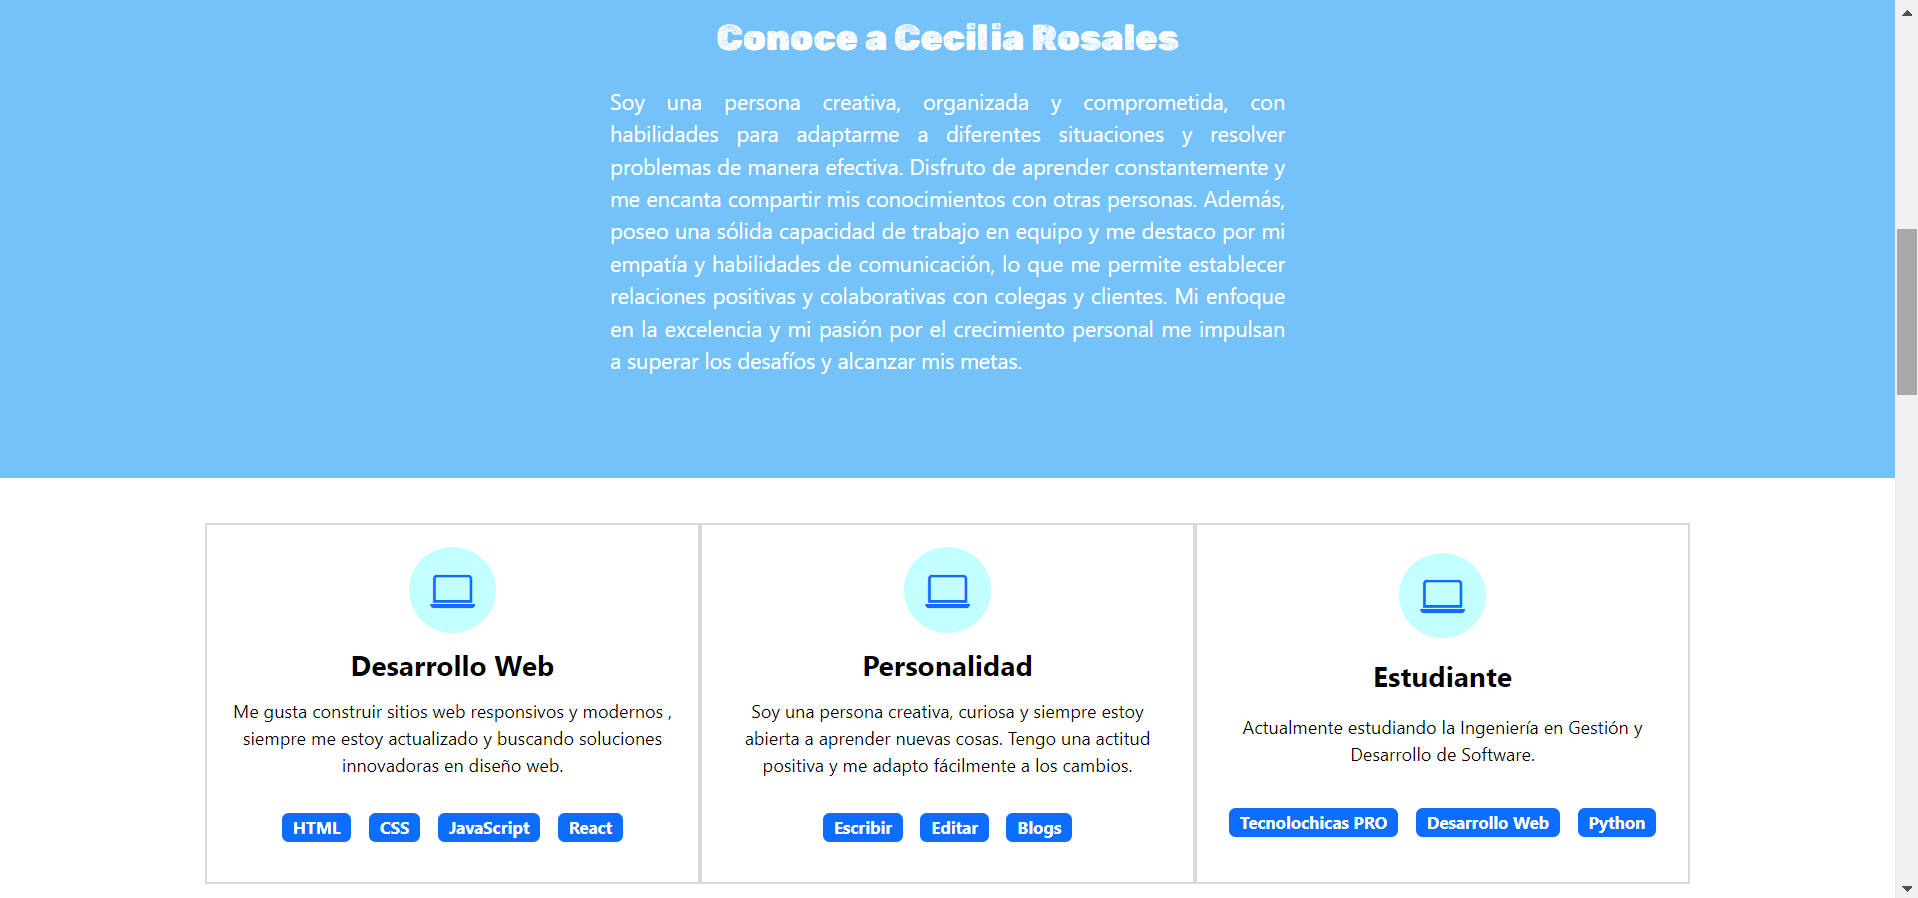 Conoce a Cecilia Rosales
Soy una persona creativa, organizada y comprometida, con
habilidades para adaptarme a diferentes situaciones y resolver
problemas de manera efectiva. Disfruto de aprender constantemente y
me encanta compartir mis conocimientos con otras personas. Además,
poseo una sólida capacidad de trabajo en equipo y me destaco por mi
empatía y habilidades de comunicación, lo que me permite establecer
relaciones positivas y colaborativas con colegas y clientes. Mi enfoque
en la excelencia y mi pasión por el crecimiento personal me impulsan
a superar los desafíos y alcanzar mis metas.
Desarrollo Web
Me gusta construir sitios web responsivos y modernos ,
siempre me estoy actualizado y buscando soluciones
innovadoras en diseño web.
HTML CSS JavaScript React
Personalidad
Soy una persona creativa, curiosa y siempre estoy
abierta a aprender nuevas cosas. Tengo una actitud
positiva y me adapto fácilmente a los cambios.
Escribir Editar Blogs
Estudiante
Actualmente estudiando la Ingeniería en Gestión y
Desarrollo de Software.
Tecnolochicas PRO Desarrollo Web Python